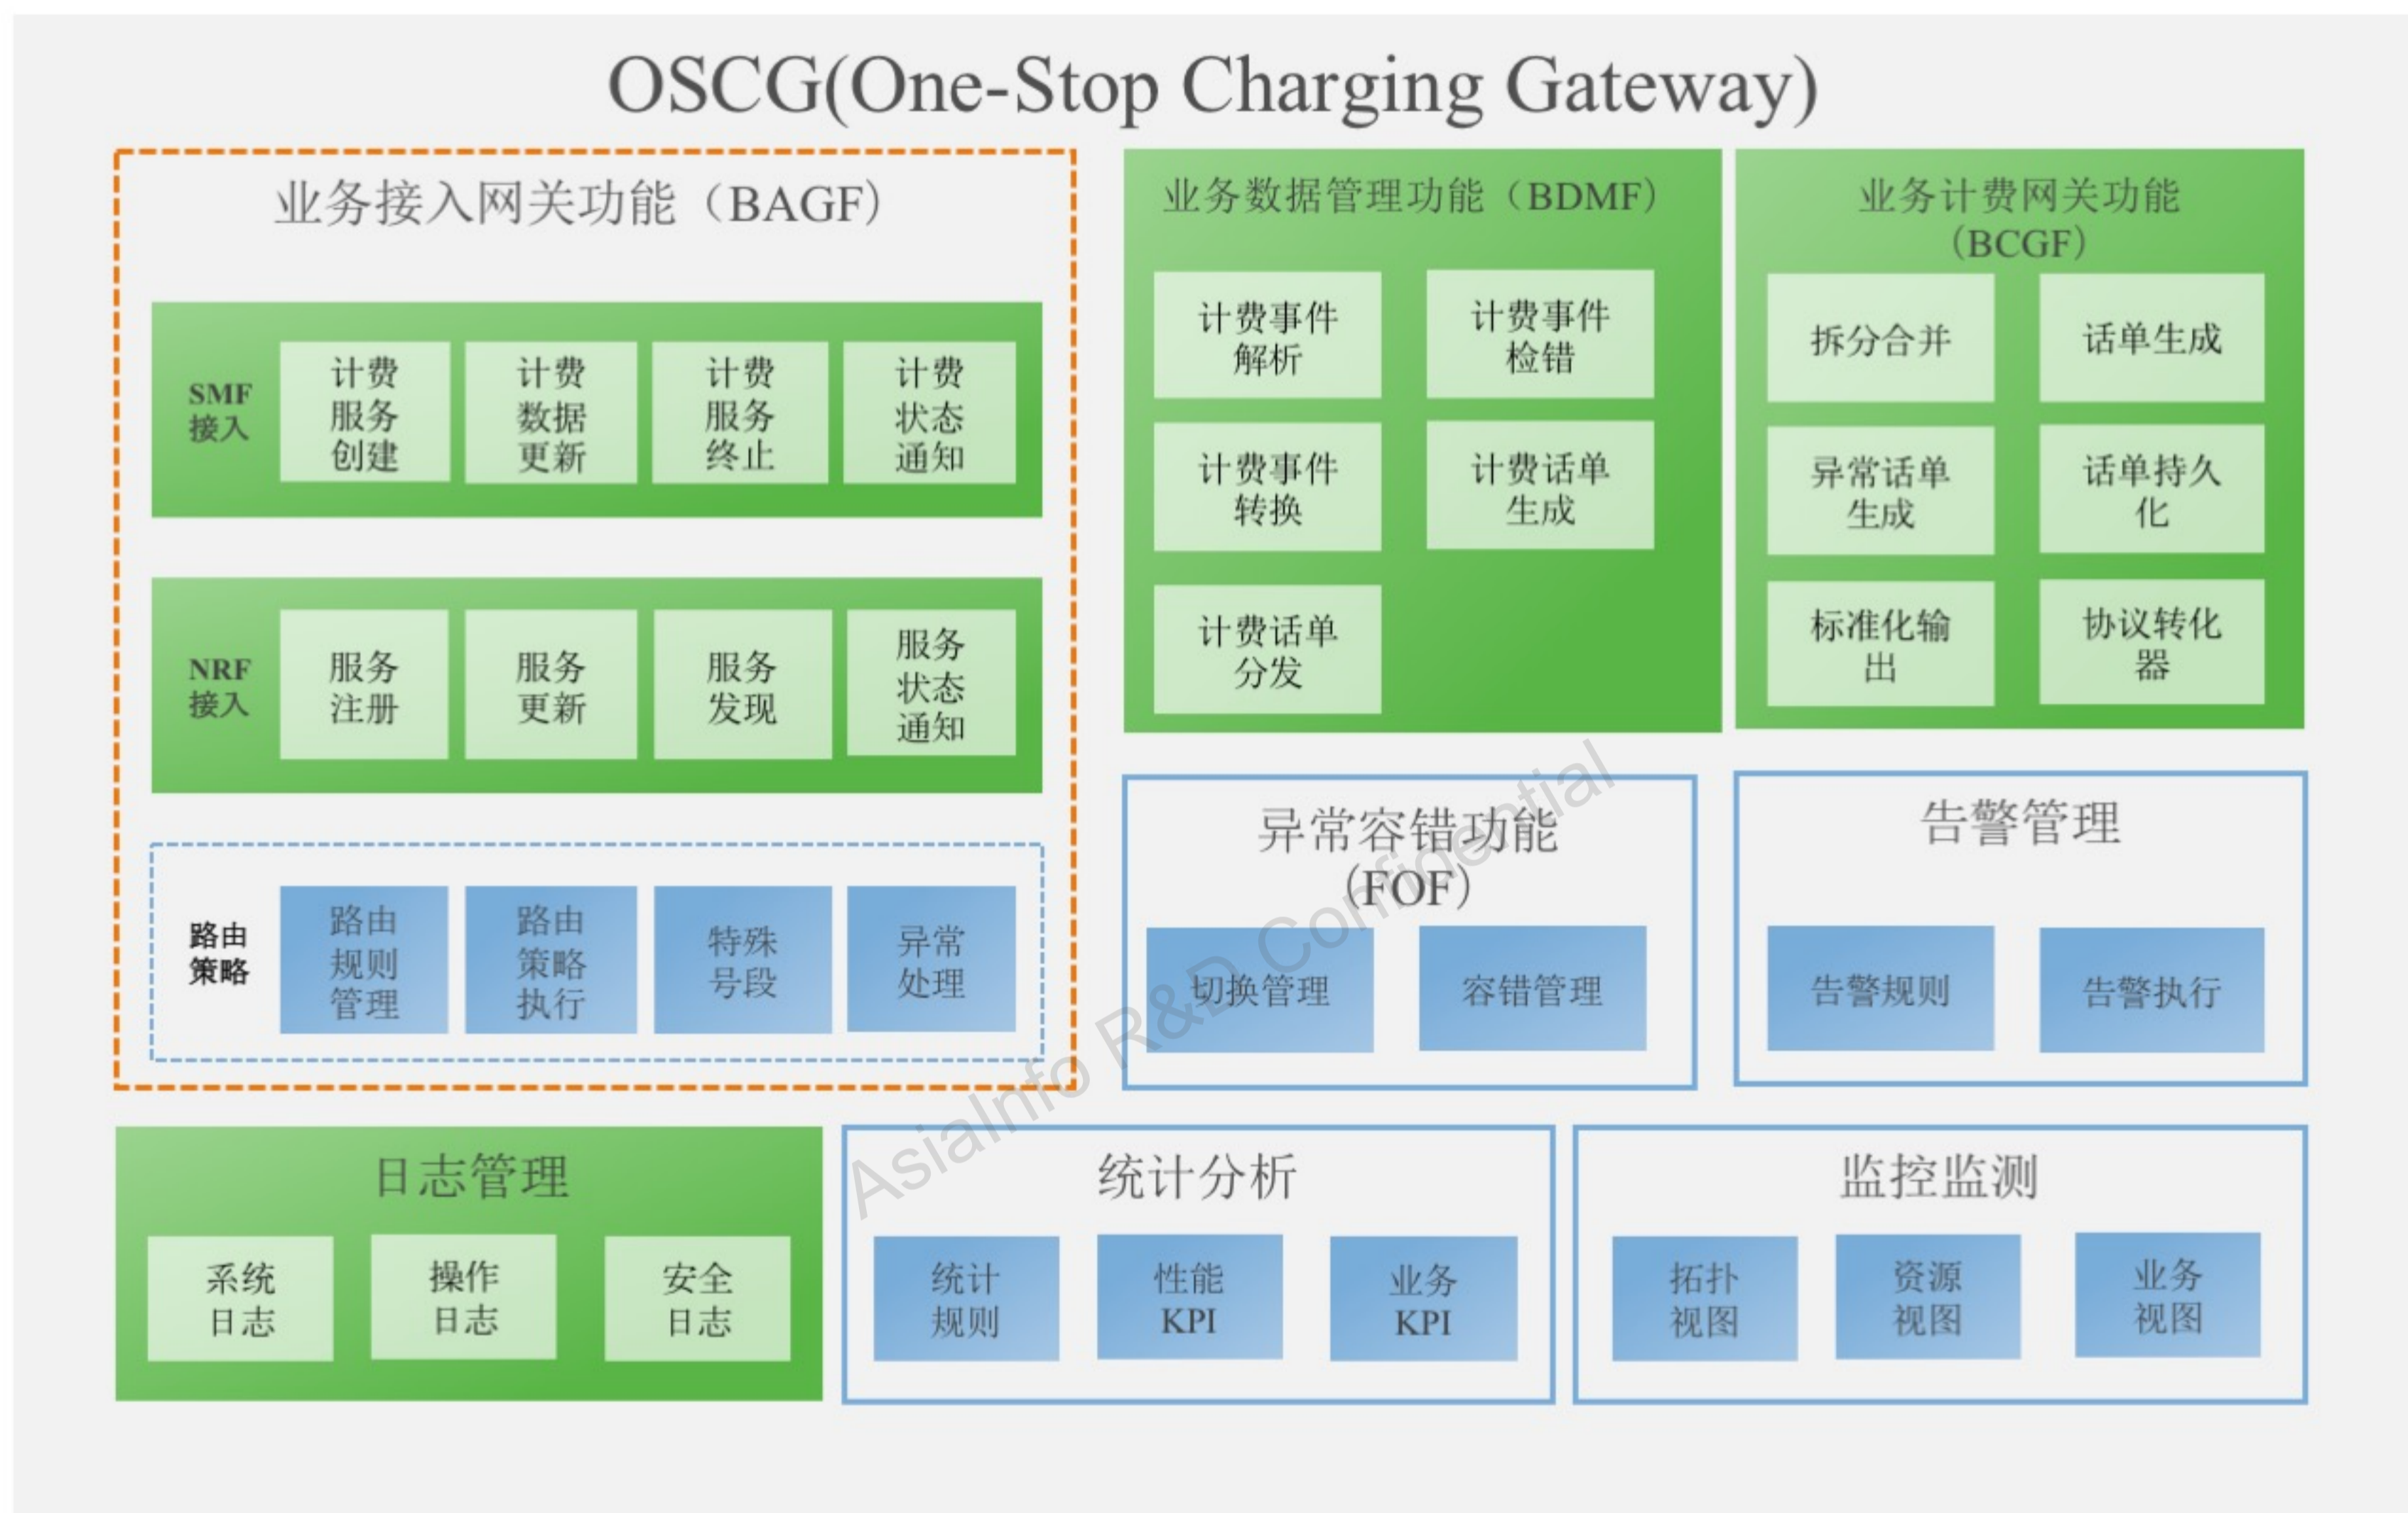 OSCG(One-Stop Charging Gateway)
业务接入网关功能（BAGF）
SMF
接入
计费
服务
创建
计费
数据
更新
计费
服务
终止
计费
状态
通知
NRF
接入
服务
注册
服务
更新
服务
发现
服务
状态
通知
路由
策略
路由
规则
管理
路由
策略
执行
特殊
号段
异常
处理
业务数据管理功能（BDMF）
计费事件
解析
计费事件
检错
计费事件
转换
计费话单
生成
计费话单
分发
业务计费网关功能
（BCGF）
拆分合并
话单生成
异常话单
生成
话单持久
化
标准化输
出
协议转化
器
异常容错功能
（FOF）
切换管理
容错管理
告警管理
告警规则
告警执行
日志管理
系统
日志
操作
日志
安全
日志
统计分析
统计
规则
性能
KPI
业务
KPI
监控监测
拓扑
视图
资源
视图
业务
视图
AsiaInfo R&D Confidential